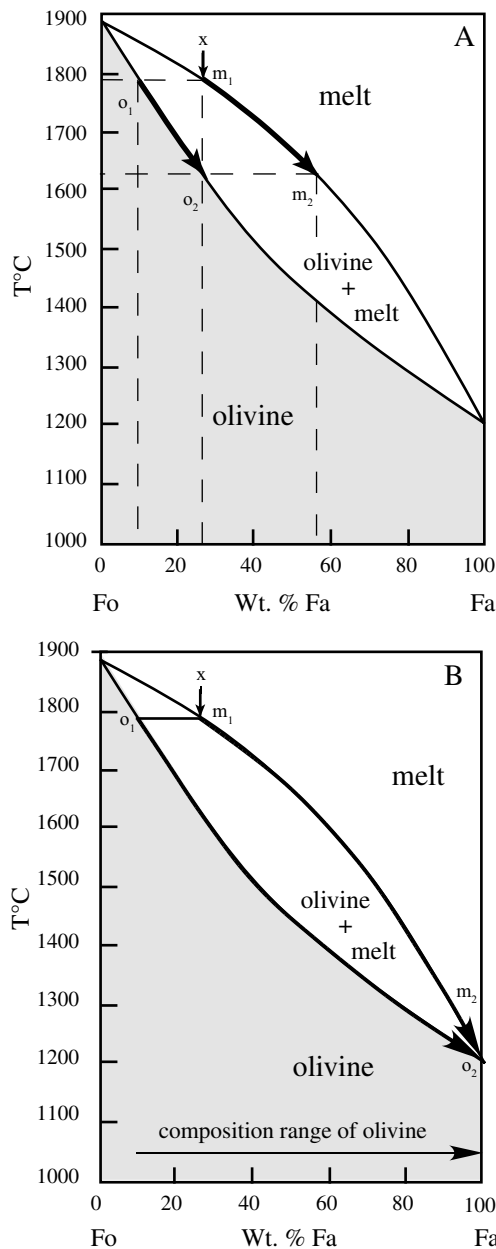 1900
A
x
m1
1800
melt
o1
1700
1600
o2
m2
1500
olivine
+
melt
T°C
1400
1300
olivine
1200
1100
1000
0 20 40 60 80 100
Fo Wt. % Fa Fa
1900
B
x
1800
o1
m1
1700
melt
1600
1500
olivine
+
melt
T°C
1400
1300
m2
1200
olivine
o2
1100
composition range of olivine
1000
0 20 40 60 80 100
Fo Wt. % Fa Fa